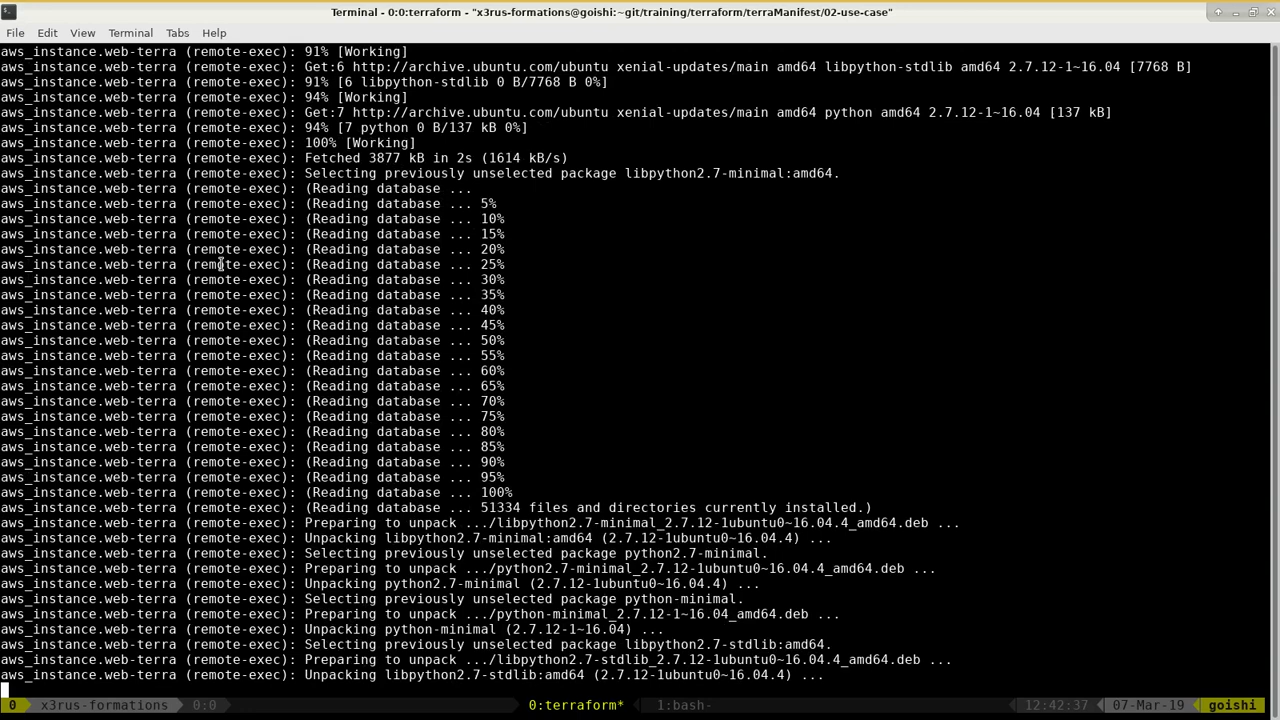 Terminal - 0:0:terraform - "x3rus-formations@goishi:~git/training/terraform/terraManifest/02-use-case"
File Edit View Terminal Tabs Help
aws_instance.web-terra (remote-exec): 91% [Working]
aws_instance.web-terra (remote-exec): Get:6 http://archive.ubuntu.com/ubuntu xenial-updates/main amd64 libpython-stdlib amd64 2.7.12-1~16.04 [7768 B]
aws_instance.web-terra (remote-exec): 91% [6 libpython-stdlib 0 B/7768 B 0%]
aws_instance.web-terra (remote-exec): 94% [Working]
aws_instance.web-terra (remote-exec): Get:7 http://archive.ubuntu.com/ubuntu xenial-updates/main amd64 python amd64 2.7.12-1~16.04 [137 kB]
aws_instance.web-terra (remote-exec): 94% [7 python 0 B/137 kB 0%]
aws_instance.web-terra (remote-exec): 100% [Working]
aws_instance.web-terra (remote-exec): Fetched 3877 kB in 2s (1614 kB/s)
aws_instance.web-terra (remote-exec): Selecting previously unselected package libpython2.7-minimal:amd64.
aws_instance.web-terra (remote-exec): (Reading database ...
aws_instance.web-terra (remote-exec): (Reading database ... 5%
aws_instance.web-terra (remote-exec): (Reading database ... 10%
aws_instance.web-terra (remote-exec): (Reading database ... 15%
aws_instance.web-terra (remote-exec): (Reading database ... 20%
aws_instance.web-terra (remote-exec): (Reading database ... 25%
aws_instance.web-terra (remote-exec): (Reading database ... 30%
aws_instance.web-terra (remote-exec): (Reading database ... 35%
aws_instance.web-terra (remote-exec): (Reading database ... 40%
aws_instance.web-terra (remote-exec): (Reading database ... 45%
aws_instance.web-terra (remote-exec): (Reading database ... 50%
aws_instance.web-terra (remote-exec): (Reading database ... 55%
aws_instance.web-terra (remote-exec): (Reading database ... 60%
aws_instance.web-terra (remote-exec): (Reading database ... 65%
aws_instance.web-terra (remote-exec): (Reading database ... 70%
aws_instance.web-terra (remote-exec): (Reading database ... 75%
aws_instance.web-terra (remote-exec): (Reading database ... 80%
aws_instance.web-terra (remote-exec): (Reading database ... 85%
aws_instance.web-terra (remote-exec): (Reading database ... 90%
aws_instance.web-terra (remote-exec): (Reading database ... 95%
aws_instance.web-terra (remote-exec): (Reading database ... 100%
aws_instance.web-terra (remote-exec): (Reading database ... 51334 files and directories currently installed.)
aws_instance.web-terra (remote-exec): Preparing to unpack .../libpython2.7-minimal_2.7.12-1ubuntu0~16.04.4_amd64.deb ...
aws_instance.web-terra (remote-exec): Unpacking libpython2.7-minimal:amd64 (2.7.12-1ubuntu0~16.04.4) ...
aws_instance.web-terra (remote-exec): Selecting previously unselected package python2.7-minimal.
aws_instance.web-terra (remote-exec): Preparing to unpack .../python2.7-minimal_2.7.12-1ubuntu0~16.04.4_amd64.deb ...
aws_instance.web-terra (remote-exec): Unpacking python2.7-minimal (2.7.12-1ubuntu0~16.04.4) ...
aws_instance.web-terra (remote-exec): Selecting previously unselected package python-minimal.
aws_instance.web-terra (remote-exec): Preparing to unpack .../python-minimal_2.7.12-1~16.04_amd64.deb ...
aws_instance.web-terra (remote-exec): Unpacking python-minimal (2.7.12-1~16.04) ...
aws_instance.web-terra (remote-exec): Selecting previously unselected package libpython2.7-stdlib:amd64.
aws_instance.web-terra (remote-exec): Preparing to unpack .../libpython2.7-stdlib_2.7.12-1ubuntu0~16.04.4_amd64.deb ...
aws_instance.web-terra (remote-exec): Unpacking libpython2.7-stdlib:amd64 (2.7.12-1ubuntu0~16.04.4) ...
0 x3rus-formations 0:0 0:terraform* 1:bash- 12:42:37 07-Mar-19 goishi